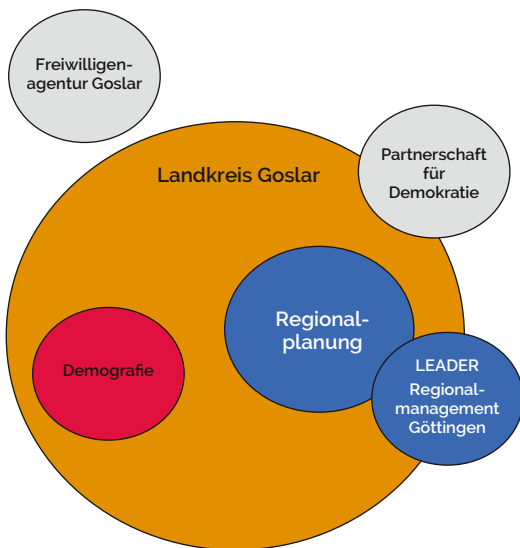 Freiwilligen-
agentur Goslar
Partnerschaft
für
Demokratie
Landkreis Goslar
Regional-
planung
Demografie
LEADER
Regional-
management
Göttingen